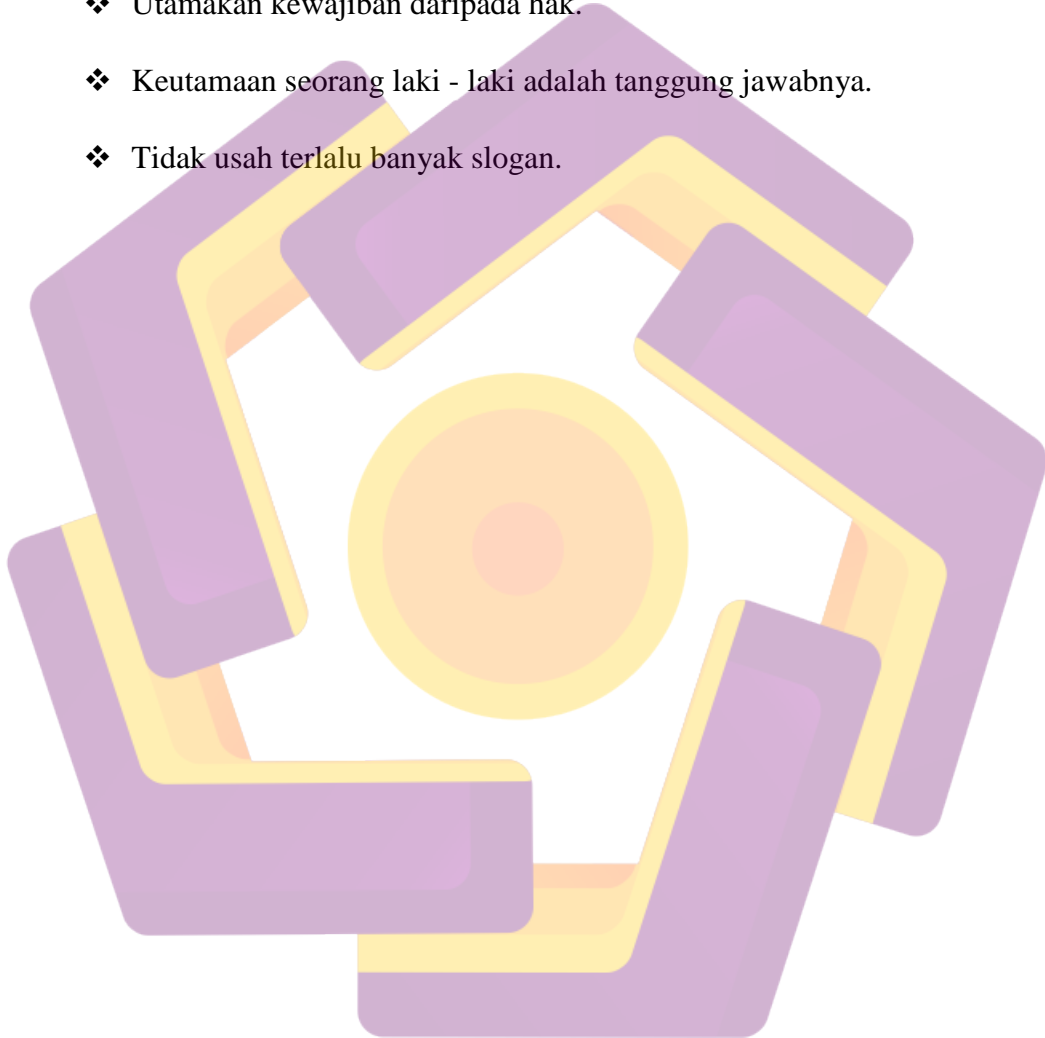 ❖ Utamakan kewajiban daripada hak.
❖ Keutamaan seorang laki - laki adalah tanggung jawabnya.
❖ Tidak usah terlalu banyak slogan.